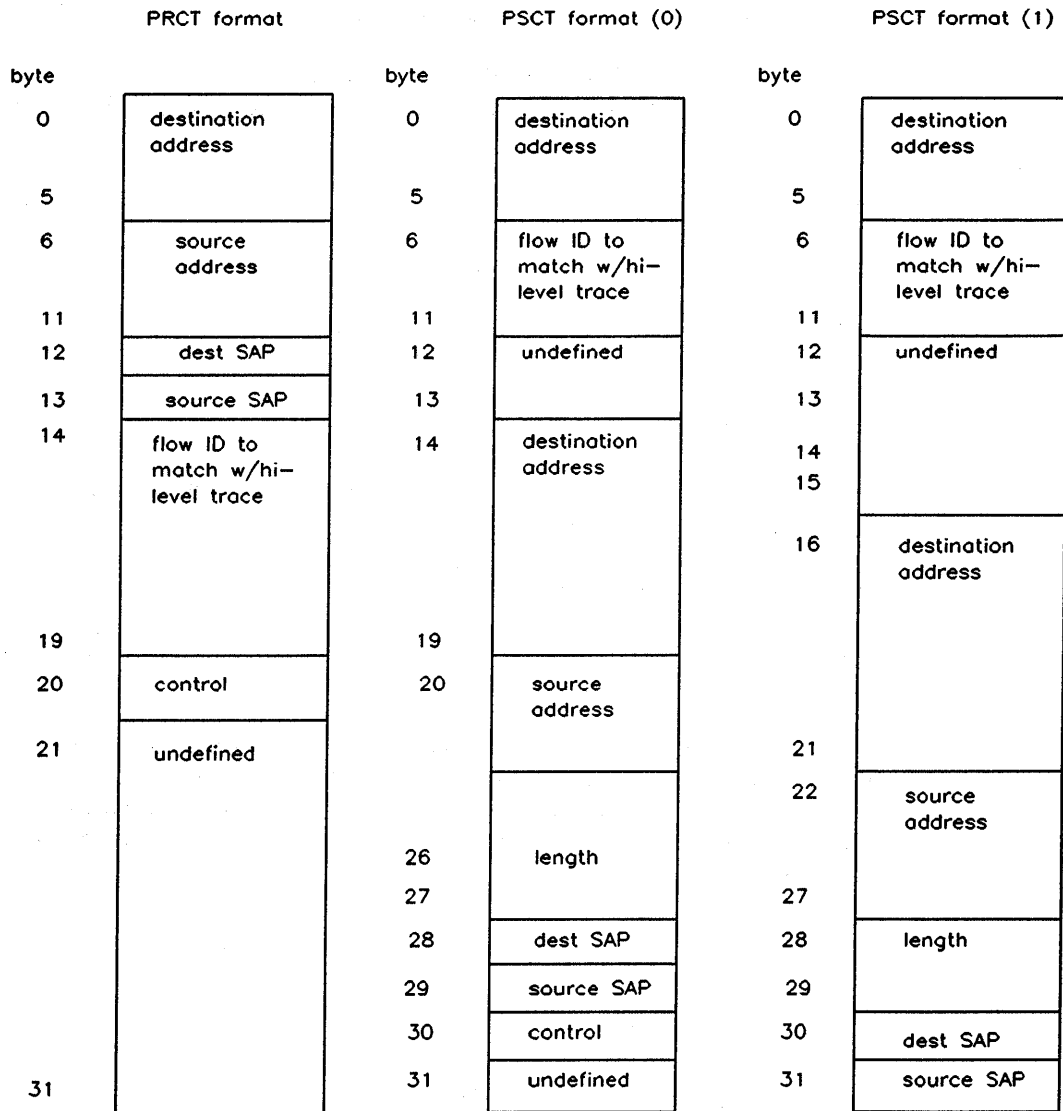 PRCT format
byte
0
destination
address
5
6
source
address
11
12
dest SAP
13
source SAP
14
flow ID to
match w/hi-
level trace
19
20
control
21
undefined
31
PSCT format (0)
byte
0
destination
address
5
6
flow ID to
match w/hi-
level trace
11
12
undefined
13
14
destination
address
19
20
source
address
26
length
27
28
dest SAP
29
source SAP
30
control
31
undefined
PSCT format (1)
byte
0
destination
address
5
6
flow ID to
match w/hi-
level trace
11
12
undefined
13
14
15
16
destination
address
21
22
source
address
27
28
length
29
30
dest SAP
31
source SAP